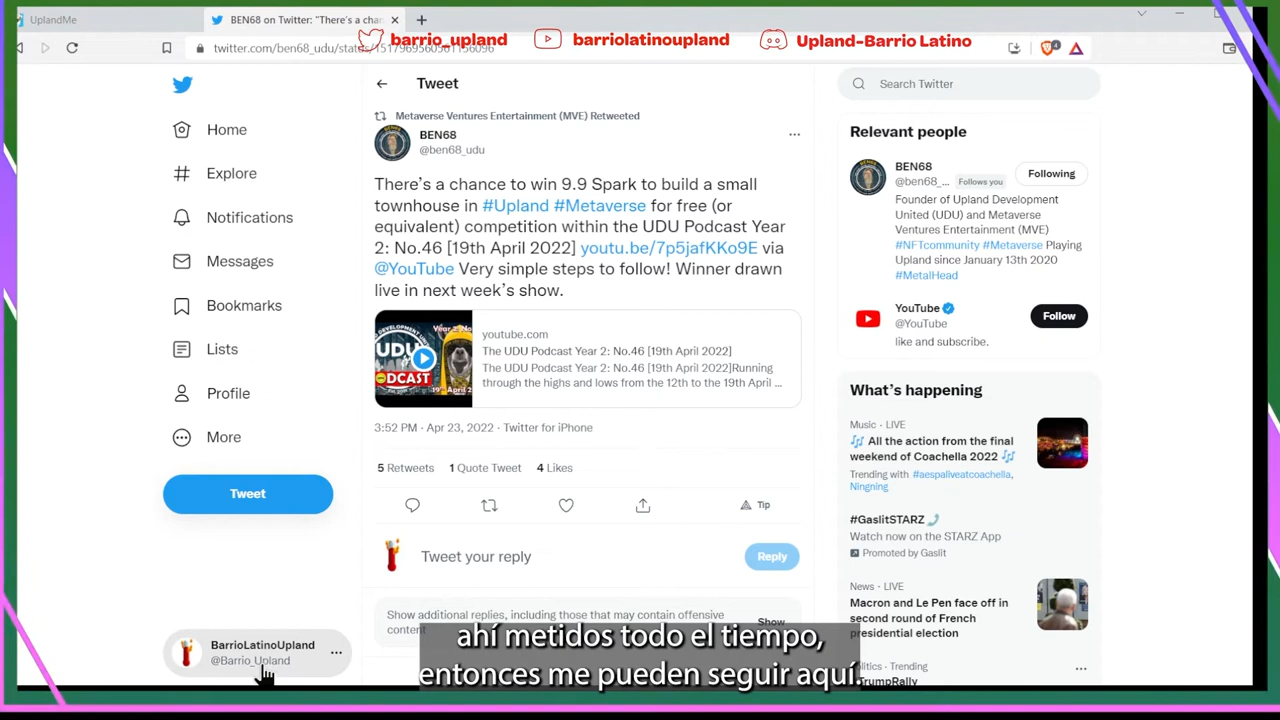 UplandMe
BEN68 on Twitter: "There's a chan
barrio_upland
barriolatinoupland
Upland-Barrio Latino
twitter.com/ben68_udu/status/
4
Tweet
Search Twitter
Metaverse Ventures Entertainment (MVE) Retweeted
BEN68
@ben68_udu
There's a chance to win 9.9 Spark to build a small
townhouse in #Upland #Metaverse for free (or
equivalent) competition within the UDU Podcast Year
2: No.46 [19th April 2022] youtu.be/7p5jafKKo9E via
@YouTube Very simple steps to follow! Winner drawn
live in next week's show.
youtube.com
The UDU Podcast Year 2: No.46 [19th April 2022]
The UDU Podcast Year 2: No.46 [19th April 2022]Running
through the highs and lows from the 12th to the 19th April ...
3:52 PM · Apr 23, 2022 · Twitter for iPhone
5 Retweets 1 Quote Tweet 4 Likes
Tip
Tweet your reply
Reply
Show additional replies, including those that may contain offensive
content
Show
Home
Explore
Notifications
Messages
Bookmarks
Lists
Profile
More
Tweet
BarrioLatinoUpland
@Barrio_Upland
Relevant people
BEN68
@ben68_... Follows you
Following
Founder of Upland Development
United (UDU) and Metaverse
Ventures Entertainment (MVE)
#NFTcommunity #Metaverse Playing
Upland since January 13th 2020
#MetalHead
YouTube
@YouTube
Follow
like and subscribe.
What's happening
Music · LIVE
All the action from the final
weekend of Coachella 2022
Trending with #aespaliveatcoachella,
Ningning
#GaslitSTARZ
Watch now on the STARZ App
Promoted by Gaslit
News · LIVE
Macron and Le Pen face off in
second round of French
presidential election
Politics · Trending
#TrumpRally
ahí metidos todo el tiempo,
entonces me pueden seguir aquí.